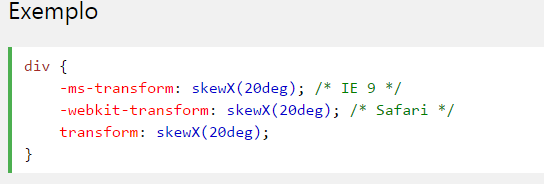 Exemplo
div {
    -ms-transform: skewX(20deg); /* IE 9 */
    -webkit-transform: skewX(20deg); /* Safari */
    transform: skewX(20deg);
}